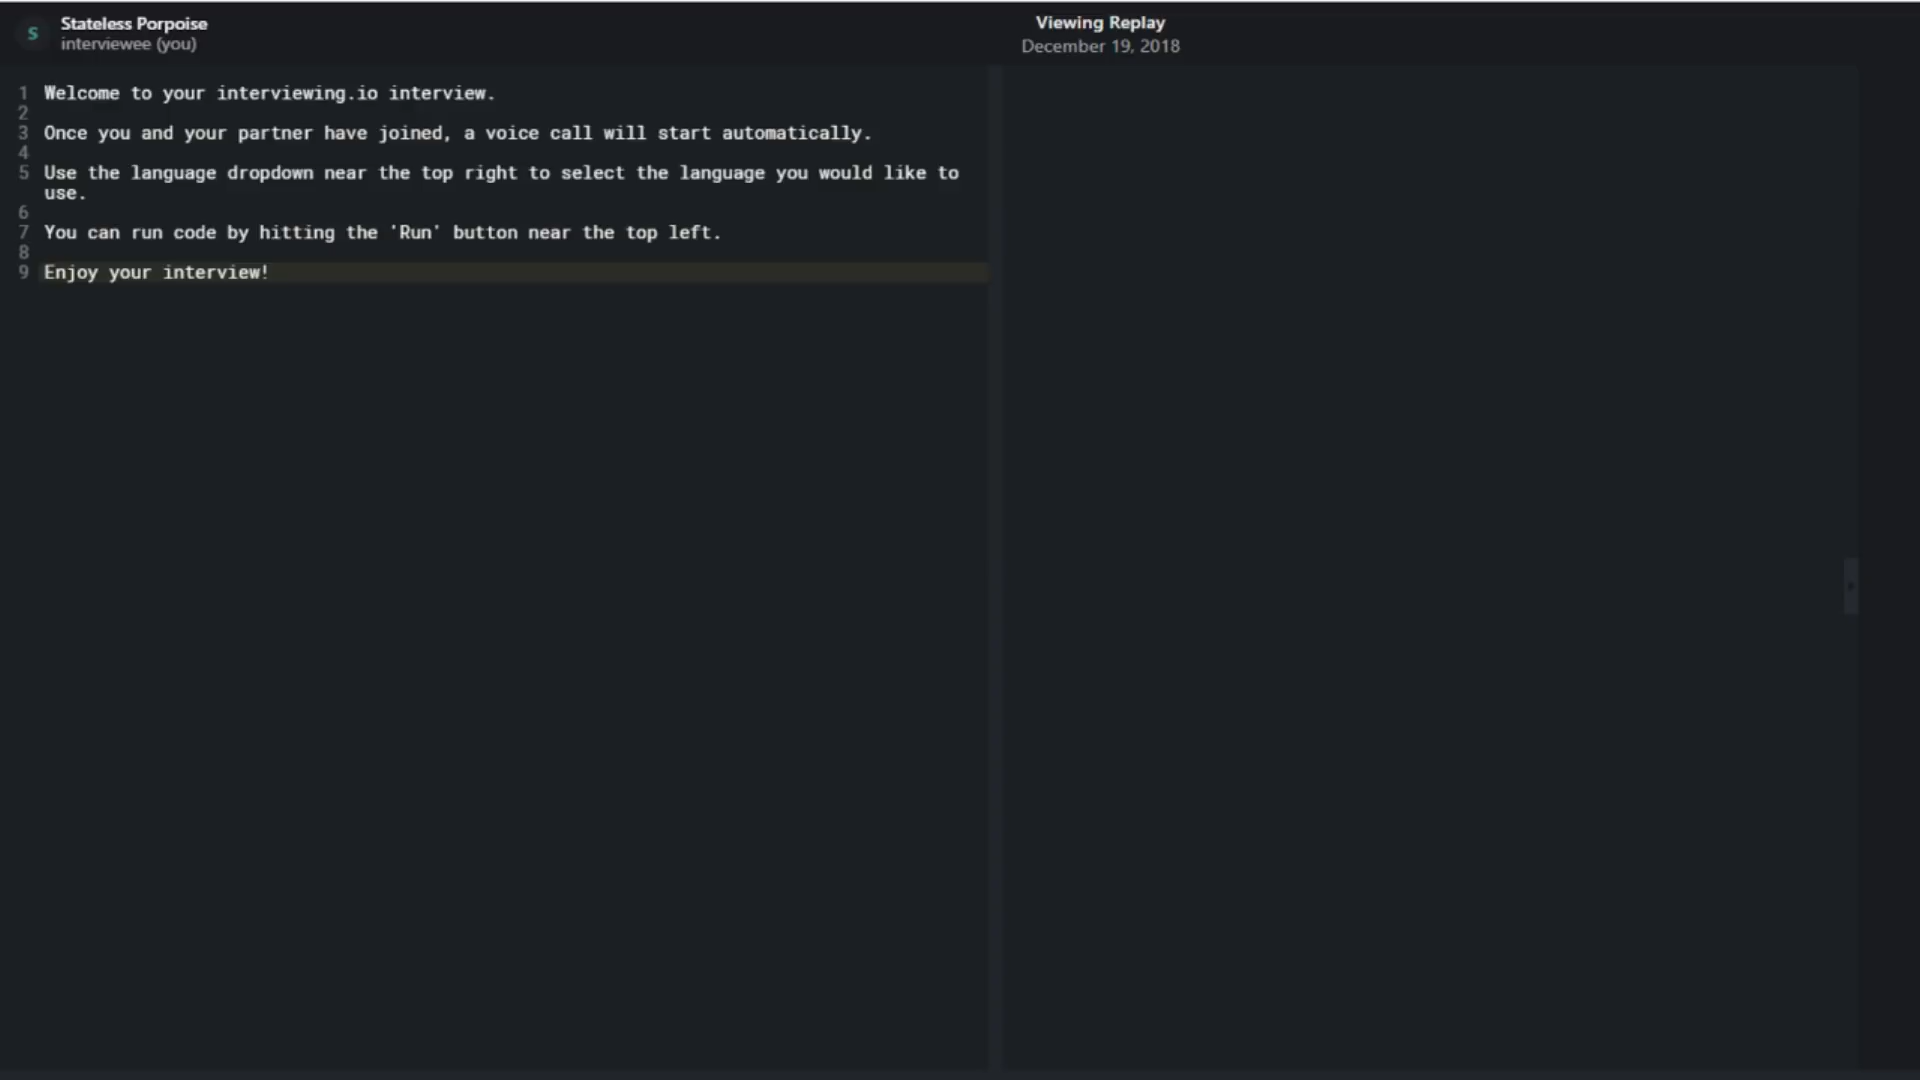 S
Stateless Porpoise
interviewee (you)
Viewing Replay
December 19, 2018
1 Welcome to your interviewing.io interview.
2
3 Once you and your partner have joined, a voice call will start automatically.
4
5 Use the language dropdown near the top right to select the language you would like to
use.
6
7 You can run code by hitting the 'Run' button near the top left.
8
9 Enjoy your interview!